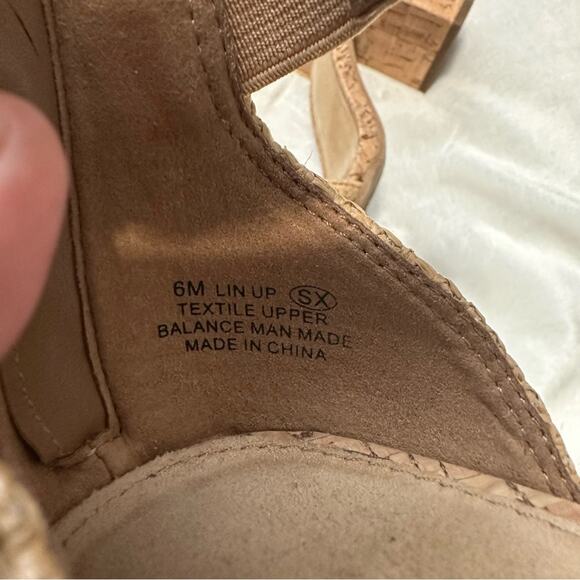 6M LIN UP SX
TEXTILE UPPER
BALANCE MAN MADE
MADE IN CHINA